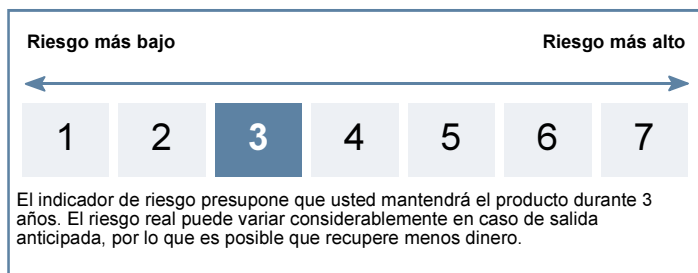 Riesgo más bajo Riesgo más alto
1 2 3 4 5 6 7
El indicador de riesgo presupone que usted mantendrá el producto durante 3
años. El riesgo real puede variar considerablemente en caso de salida
anticipada, por lo que es posible que recupere menos dinero.